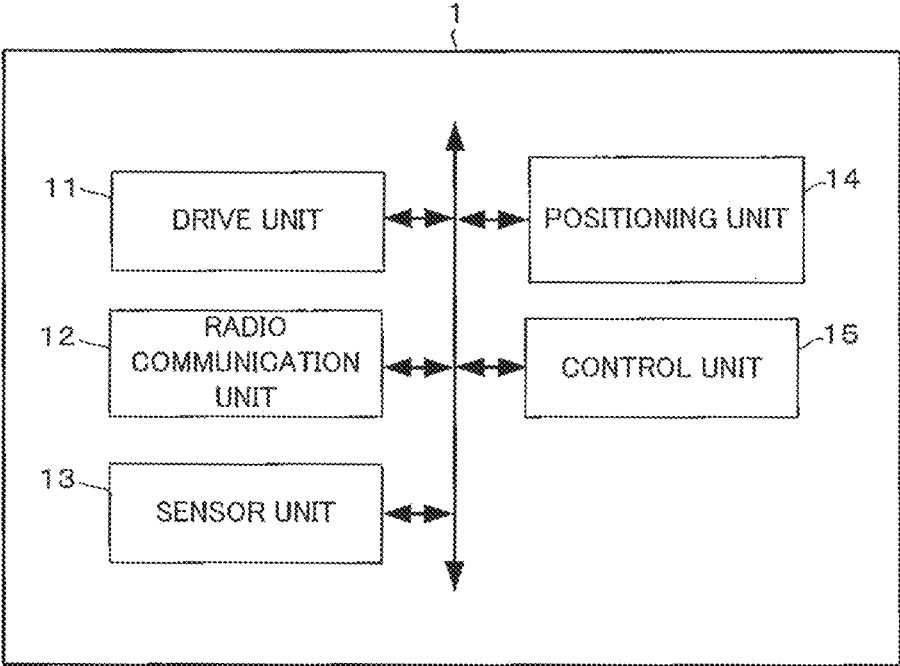 1
11
DRIVE UNIT
14
POSITIONING UNIT
12
RADIO
COMMUNICATION
UNIT
15
CONTROL UNIT
13
SENSOR UNIT